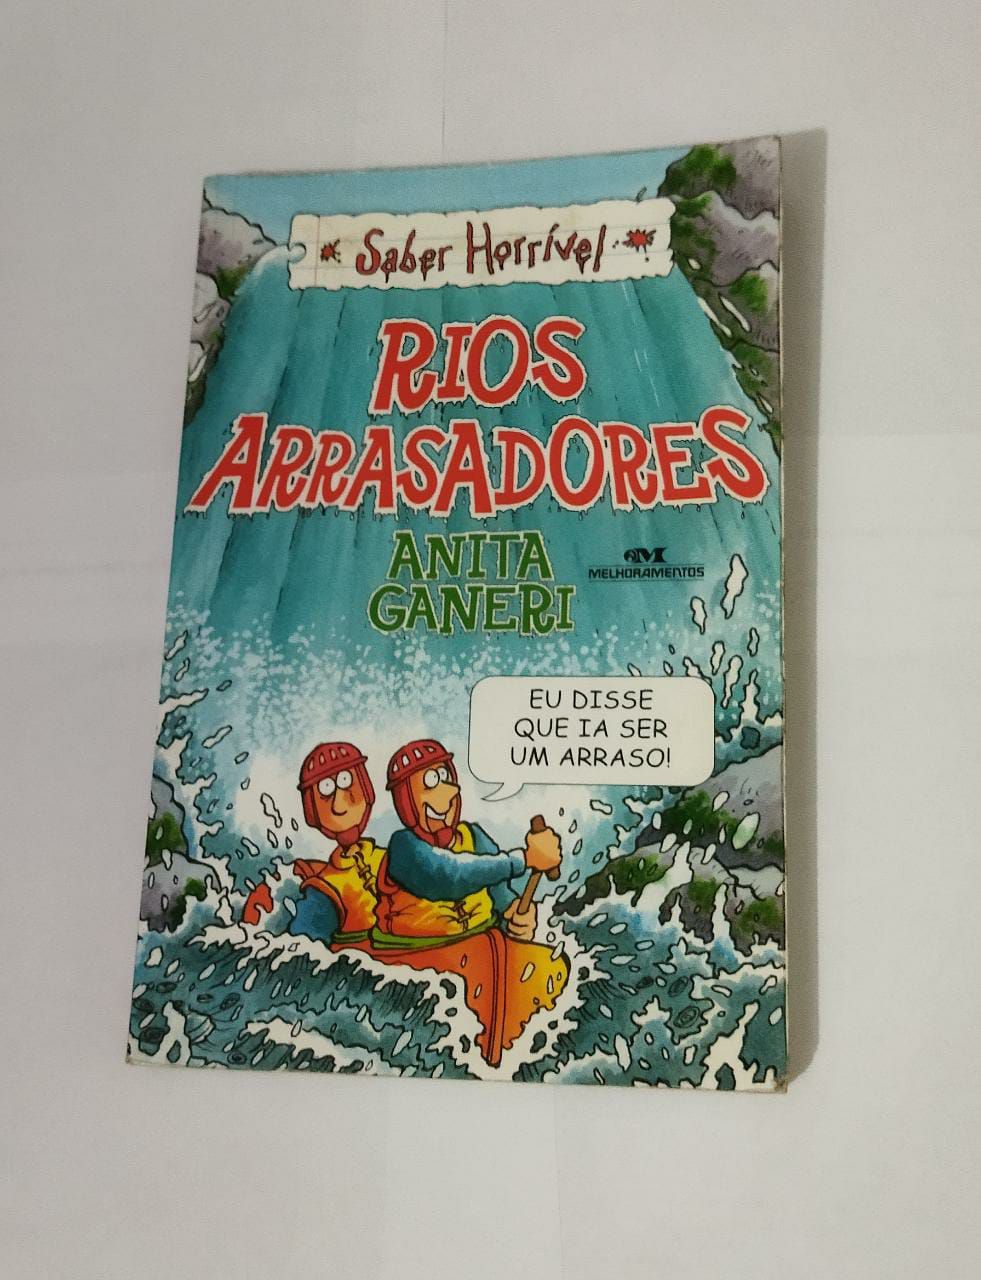 Saber Horrível
RIOS
ARRASADORES
ANITA
GANERI
MELHORAMENTOS
EU DISSE
QUE IA SER
UM ARRASO!